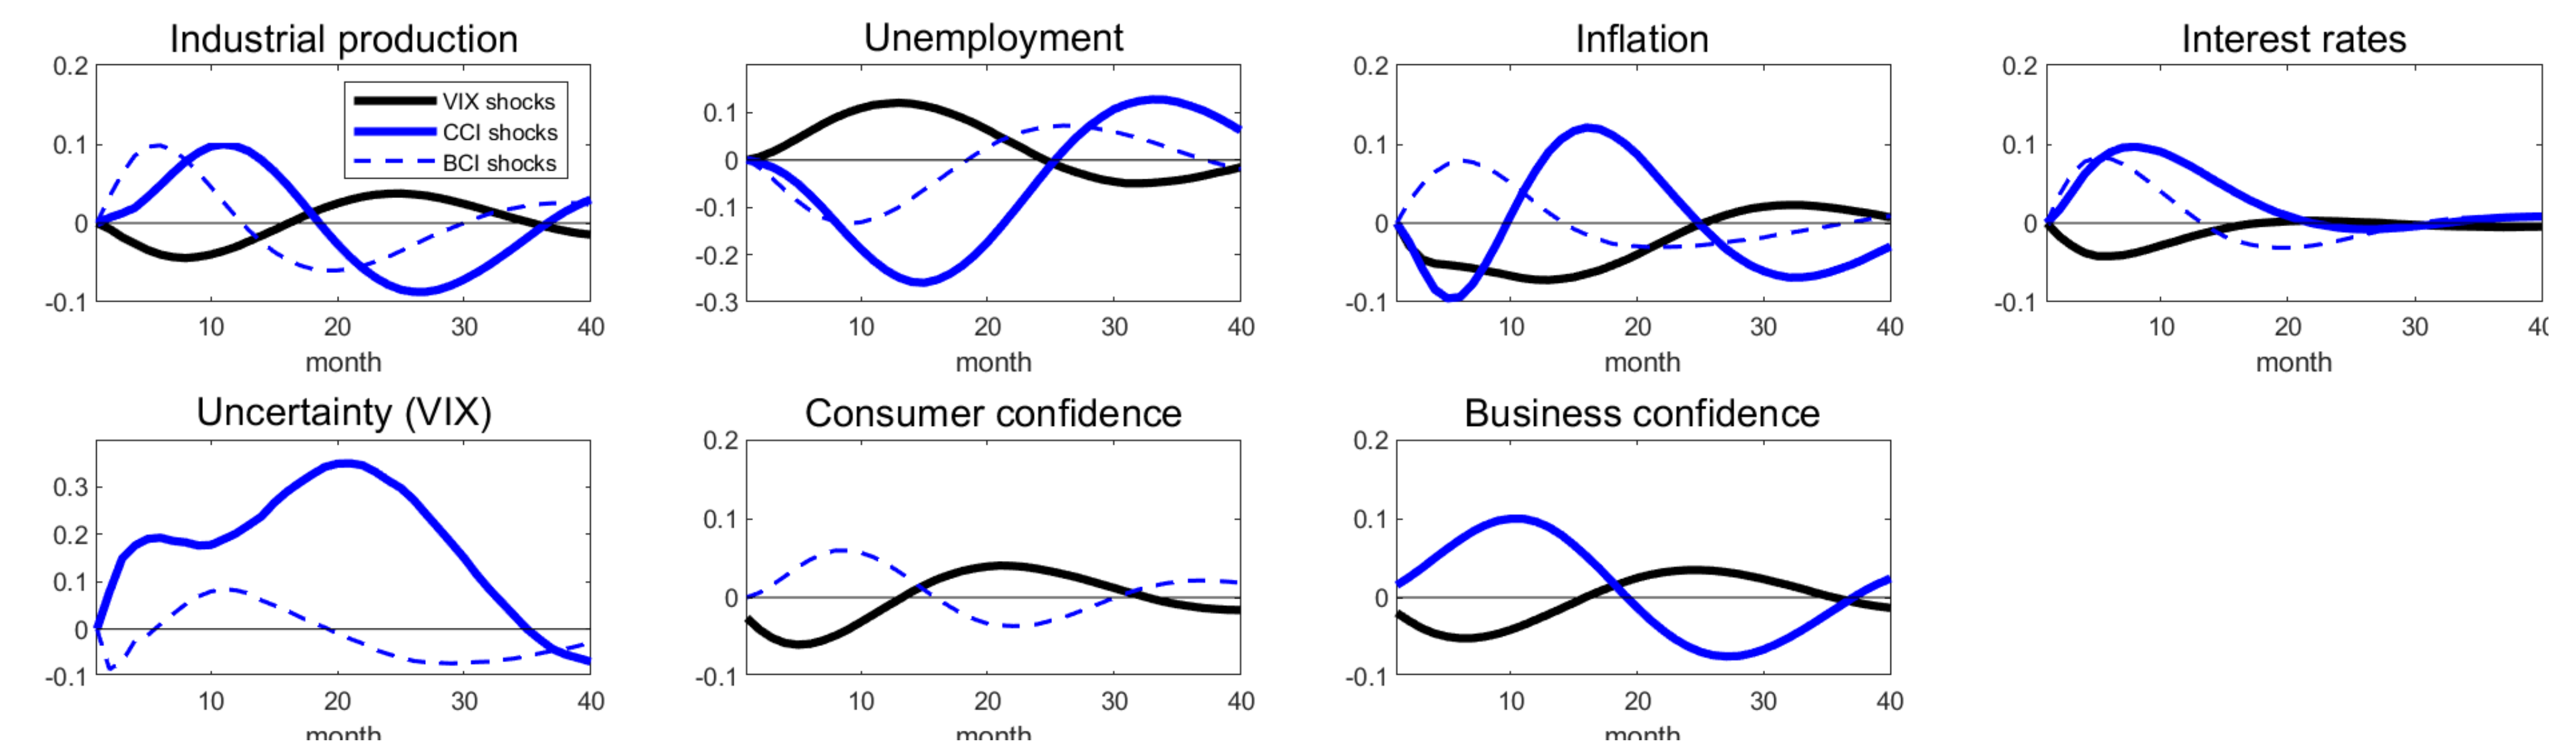 Industrial production
0.2
0.1
0
-0.1
VIX shocks
CCI shocks
BCI shocks
10 20 30 40
month
Unemployment
0.1
0
-0.1
-0.2
-0.3
10 20 30 40
month
Inflation
0.2
0.1
0
-0.1
10 20 30 40
month
Interest rates
0.2
0.1
0
-0.1
10 20 30 40
month
Uncertainty (VIX)
0.3
0.2
0.1
0
-0.1
10 20 30 40
month
Consumer confidence
0.2
0.1
0
-0.1
10 20 30 40
month
Business confidence
0.2
0.1
0
-0.1
10 20 30 40
month